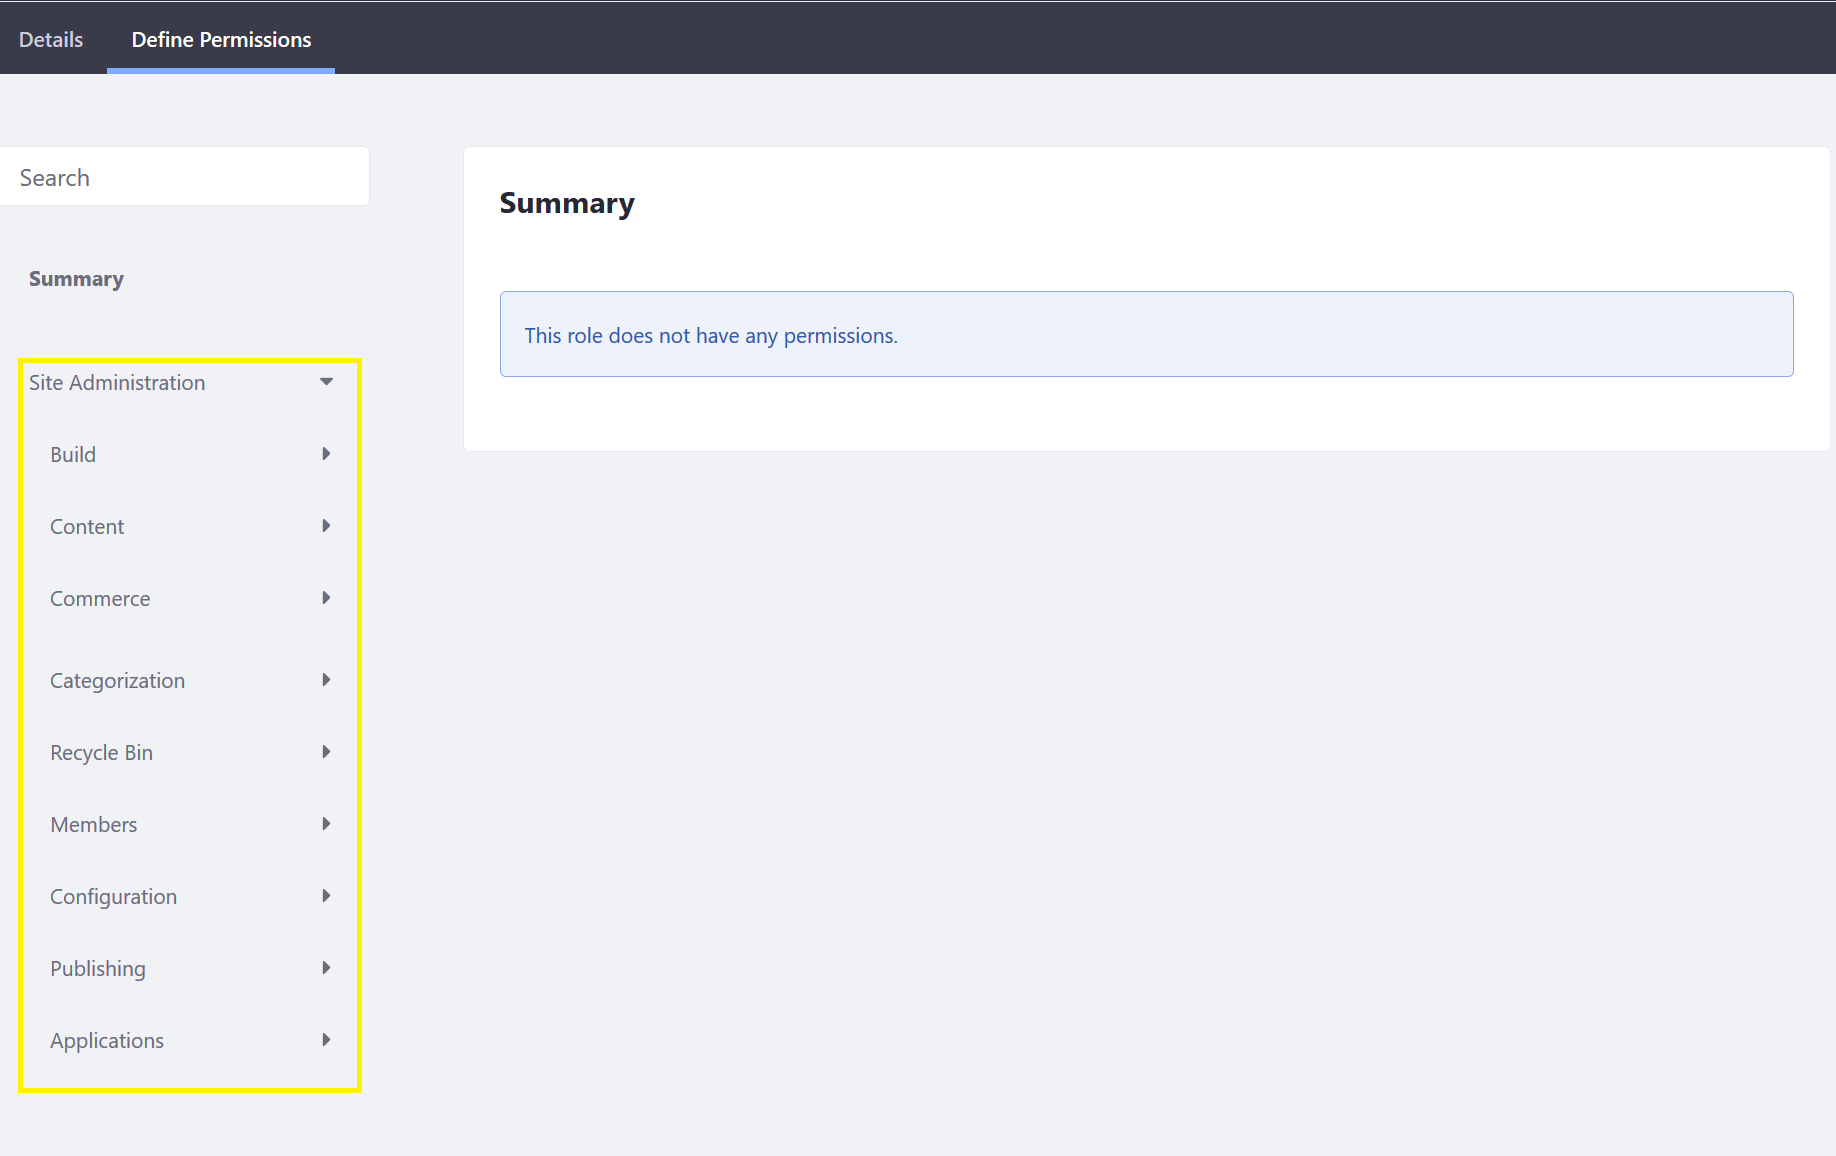 Details
Define Permissions
Search
Summary
Site Administration
Build
Content
Commerce
Categorization
Recycle Bin
Members
Configuration
Publishing
Applications
Summary
This role does not have any permissions.